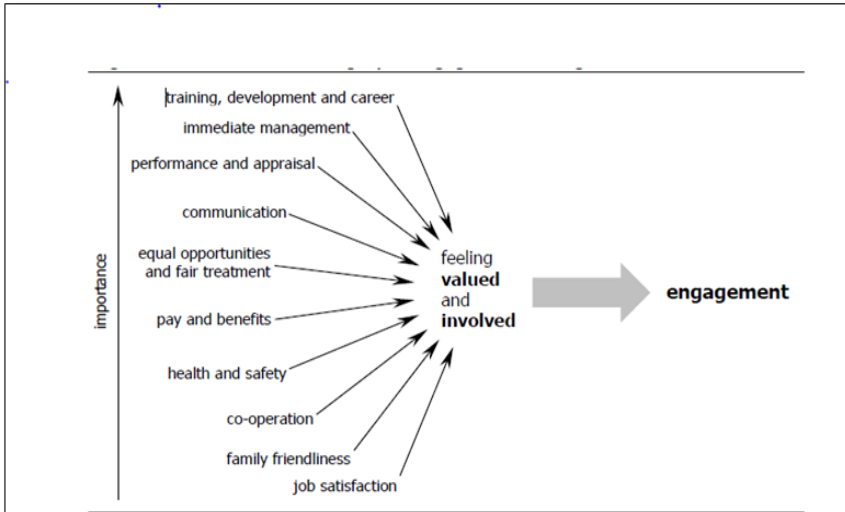 training, development and career
immediate management
performance and appraisal
communication
equal opportunities
and fair treatment
pay and benefits
health and safety
co-operation
family friendliness
job satisfaction
importance
feeling
valued
and
involved
engagement